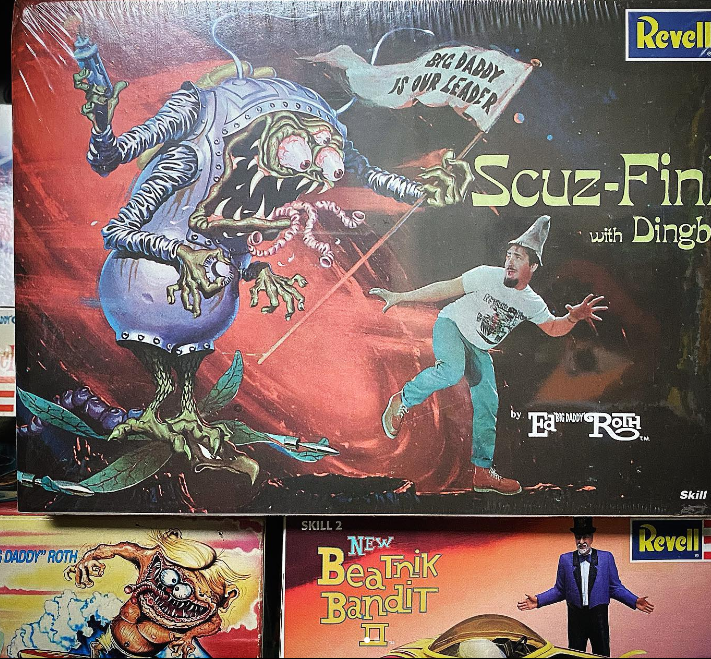 Revell
BIG DADDY
IS OUR LEADER
SCUZ-FIN
with DINGB
by ED "BIG DADDY" ROTH
T.M.
Skill
DADDY" ROTH
SKILL 2
NEW
BEATNIK
BANDIT
II
Revell